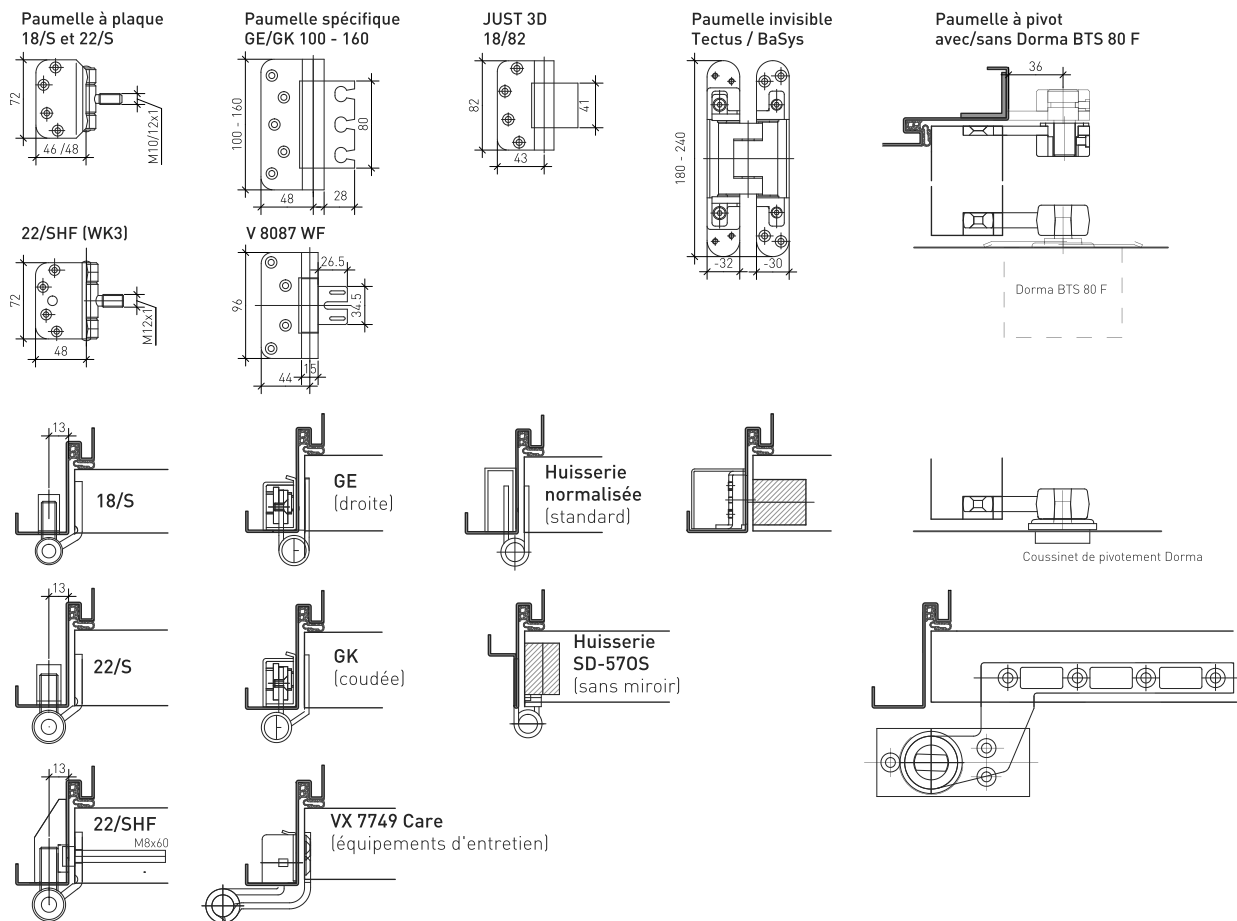 Paumelle à plaque
18/S et 22/S
72
46 /48
M10/12x1
Paumelle spécifique
GE/GK 100 - 160
100 - 160
80
48
28
JUST 3D
18/82
82
41
43
Paumelle invisible
Tectus / BaSys
180 - 240
-32
-30
Paumelle à pivot
avec/sans Dorma BTS 80 F
36
Dorma BTS 80 F
22/SHF (WK3)
72
48
M12x1
V 8087 WF
26.5
96
34.5
15
44
13
18/S
GE
(droite)
Huisserie
normalisée
(standard)
Coussinet de pivotement Dorma
13
22/S
GK
(coudée)
Huisserie
SD-570S
(sans miroir)
13
22/SHF
M8x60
VX 7749 Care
(équipements d'entretien)